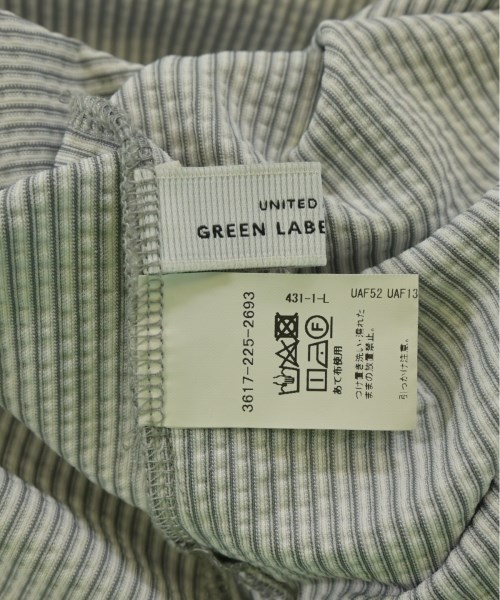 UNITED
GREEN LABE
3617-225-2693
431-1-L
あて布使用
つけ置き洗い・濡れた
ままの放置禁止。
UAF52 UAF13
引っかけ注意。